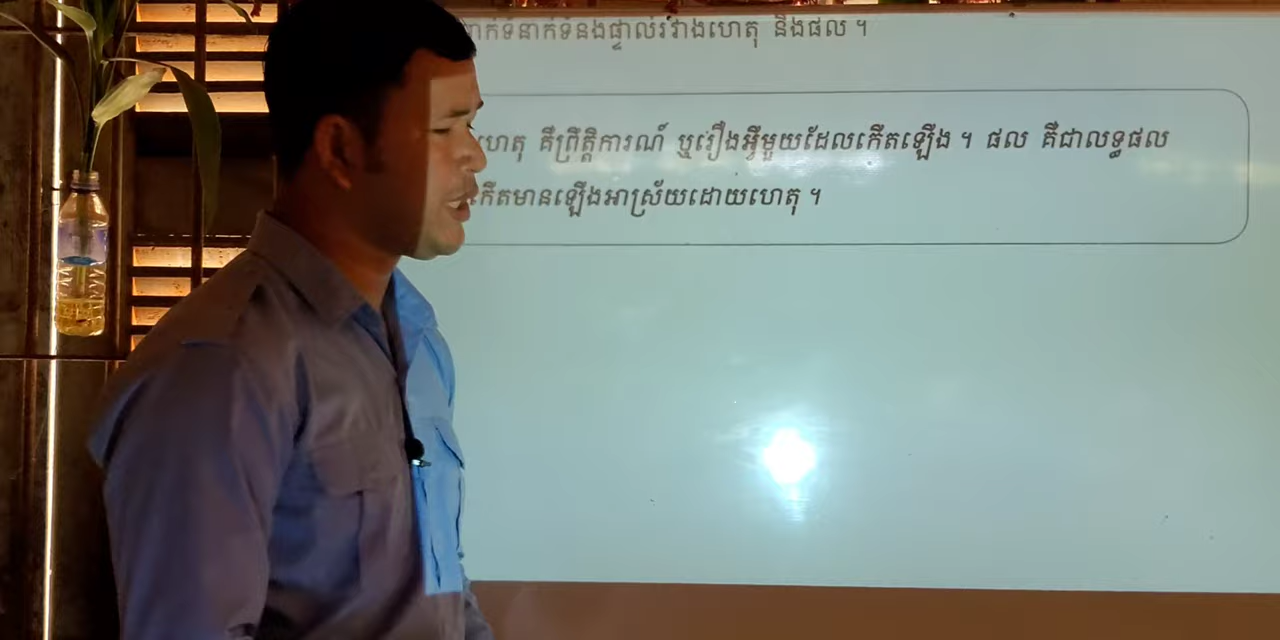 ទំនាក់ទំនងផ្ទាល់រវាងហេតុ និងផល ។
ហេតុ គឺព្រឹត្តិការណ៍ ឬរឿងអ្វីមួយដែលកើតឡើង ។ ផល គឺជាលទ្ធផល
កើតមានឡើងអាស្រ័យដោយហេតុ ។